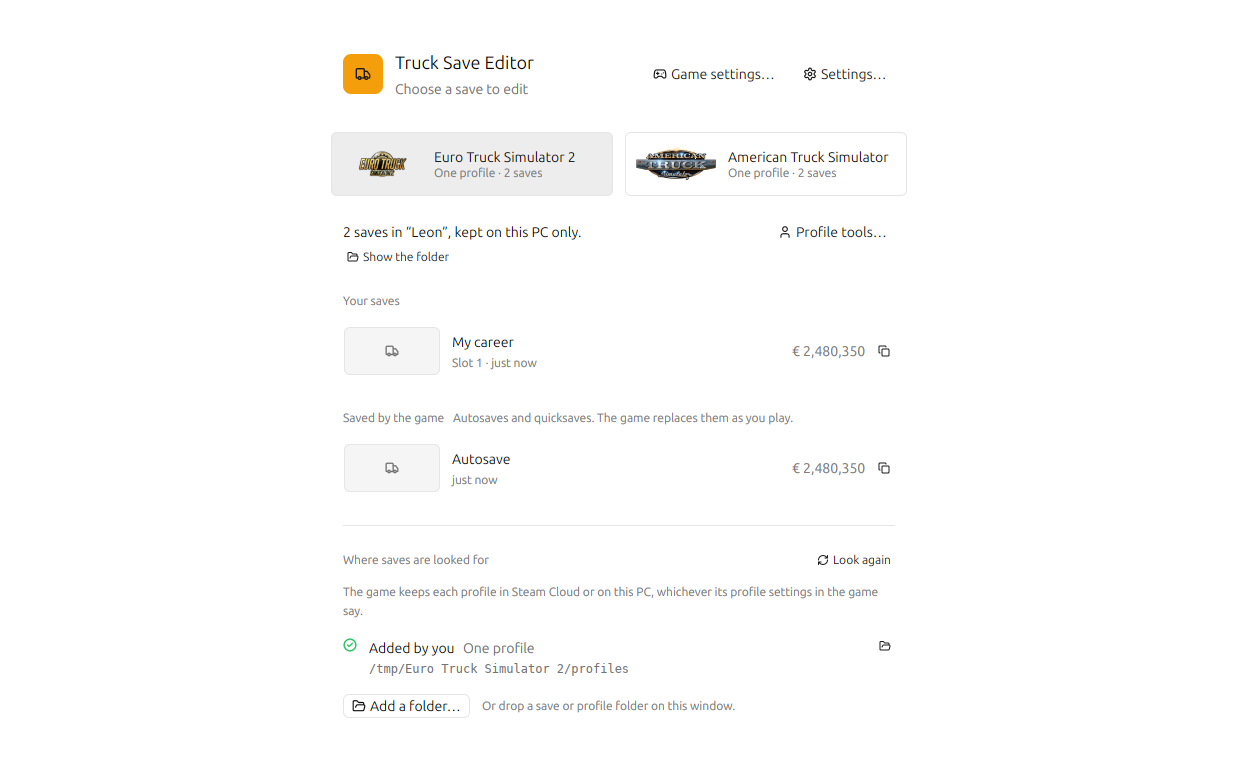 Truck Save Editor
Choose a save to edit
Game settings...
Settings...
EURO TRUCK
SIMULATOR
Euro Truck Simulator 2
One profile · 2 saves
AMERICAN
TRUCK
Simulator
American Truck Simulator
One profile · 2 saves
2 saves in “Leon”, kept on this PC only.
Profile tools...
Show the folder
Your saves
My career
Slot 1 · just now
€ 2,480,350
Saved by the game Autosaves and quicksaves. The game replaces them as you play.
Autosave
just now
€ 2,480,350
Where saves are looked for
Look again
The game keeps each profile in Steam Cloud or on this PC, whichever its profile settings in the game
say.
Added by you One profile
/tmp/Euro Truck Simulator 2/profiles
Add a folder...
Or drop a save or profile folder on this window.